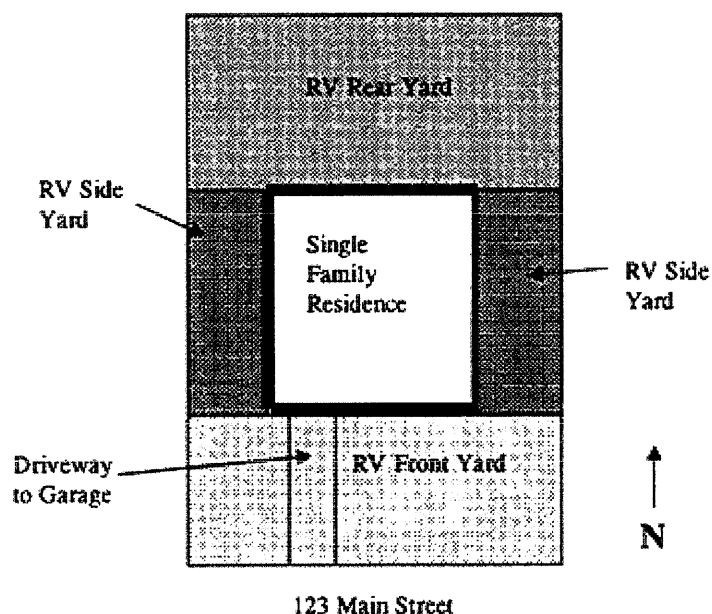 RV Rear Yard
RV Side
Yard
Single
Family
Residence
RV Side
Yard
Driveway
to Garage
RV Front Yard
N
123 Main Street